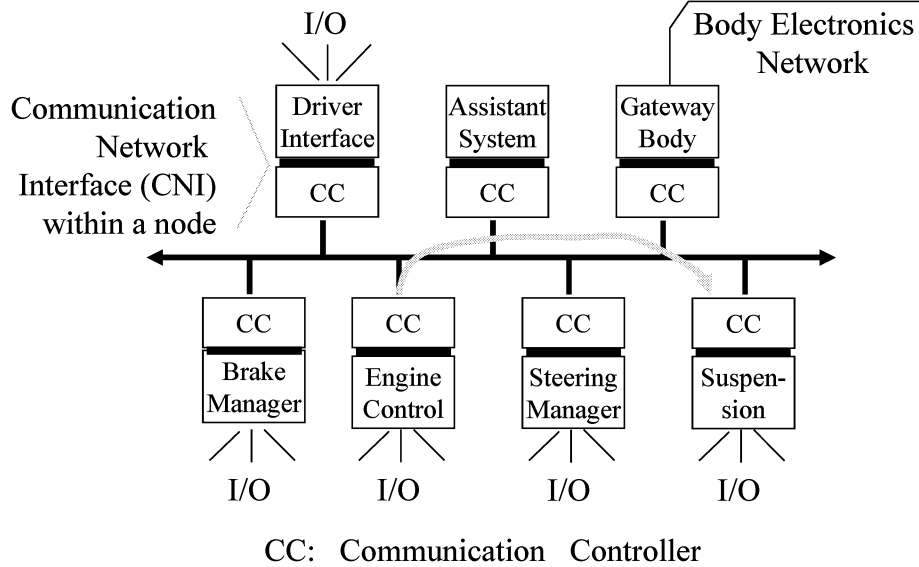 I/O
Body Electronics
Network
Communication
Network
Interface (CNI)
within a node
Driver
Interface
CC
Assistant
System
CC
Gateway
Body
CC
CC
Brake
Manager
I/O
CC
Engine
Control
I/O
CC
Steering
Manager
I/O
CC
Suspen-
sion
I/O
CC: Communication Controller